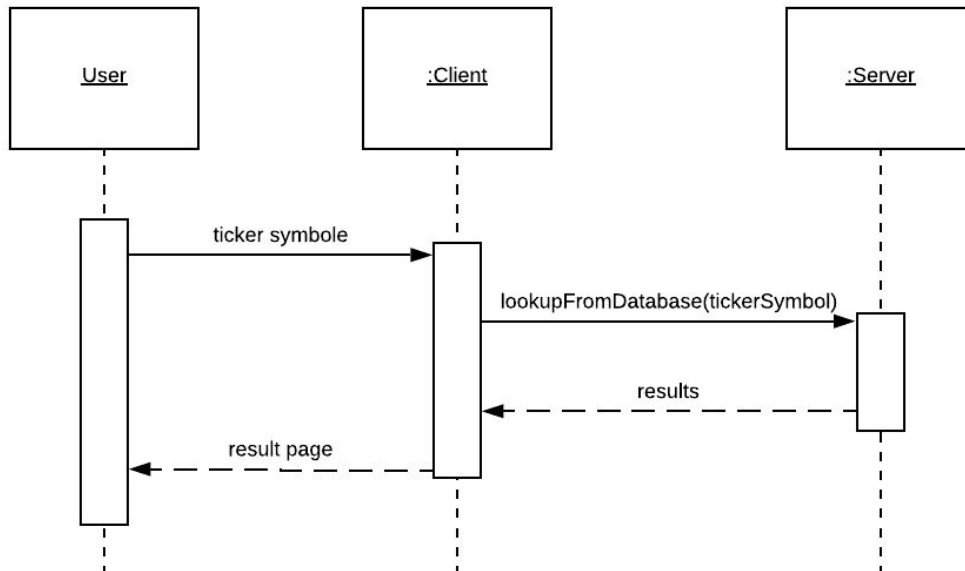 User
:Client
:Server
ticker symbole
lookupFromDatabase(tickerSymbol)
results
result page